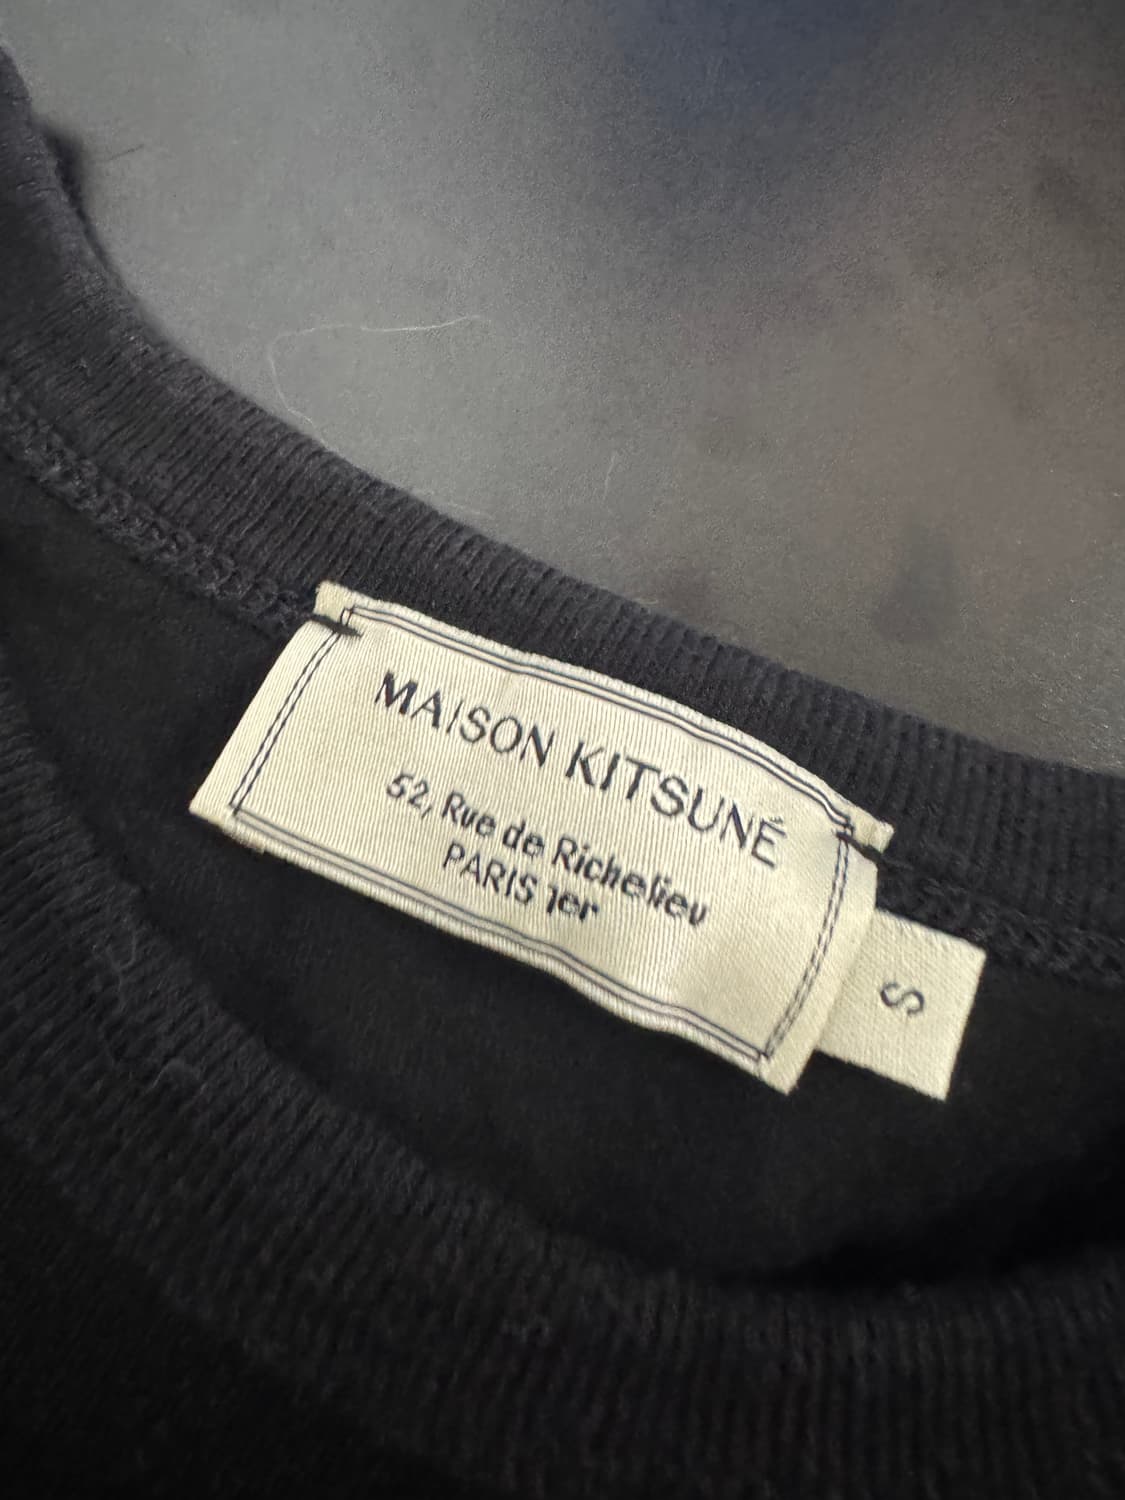 MAISON KITSUNÉ
52, Rue de Richelieu
PARIS 1er
S